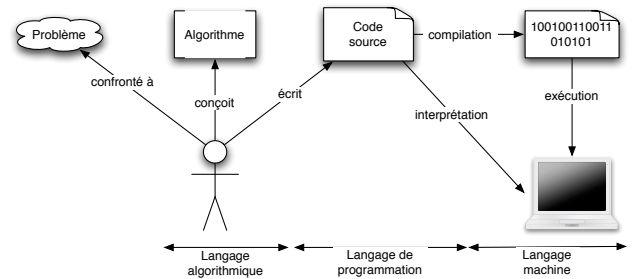 Problème
Algorithme
Code
source
compilation
100100110011
010101
confronté à
conçoit
écrit
interprétation
exécution
Langage
algorithmique
Langage de
programmation
Langage
machine